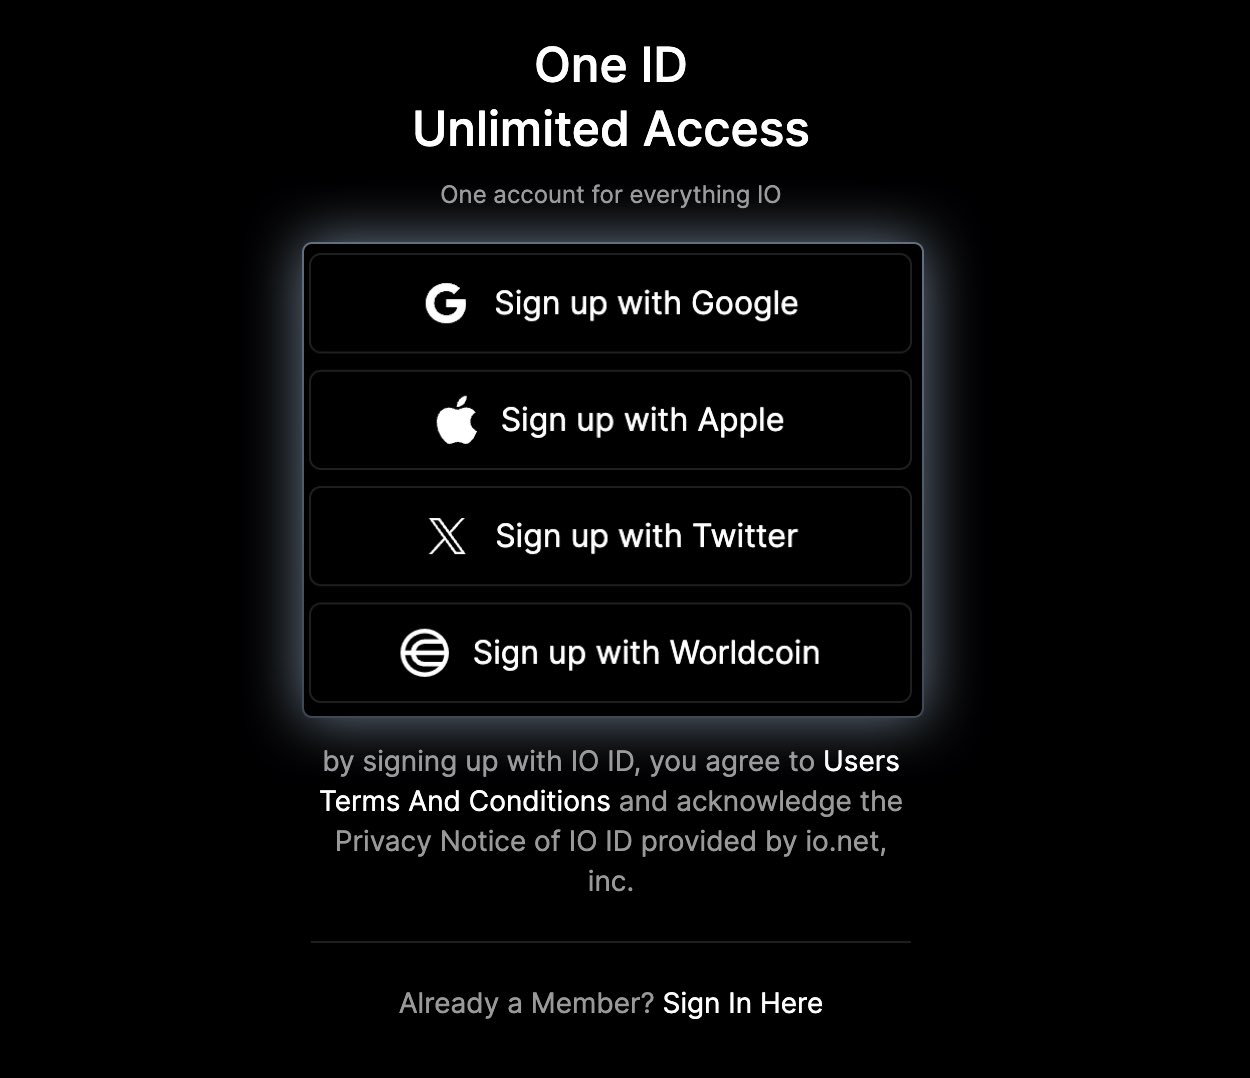 One ID
Unlimited Access
One account for everything IO
Sign up with Google
Sign up with Apple
Sign up with Twitter
Sign up with Worldcoin
by signing up with IO ID, you agree to Users
Terms And Conditions and acknowledge the
Privacy Notice of IO ID provided by io.net,
inc.
Already a Member? Sign In Here